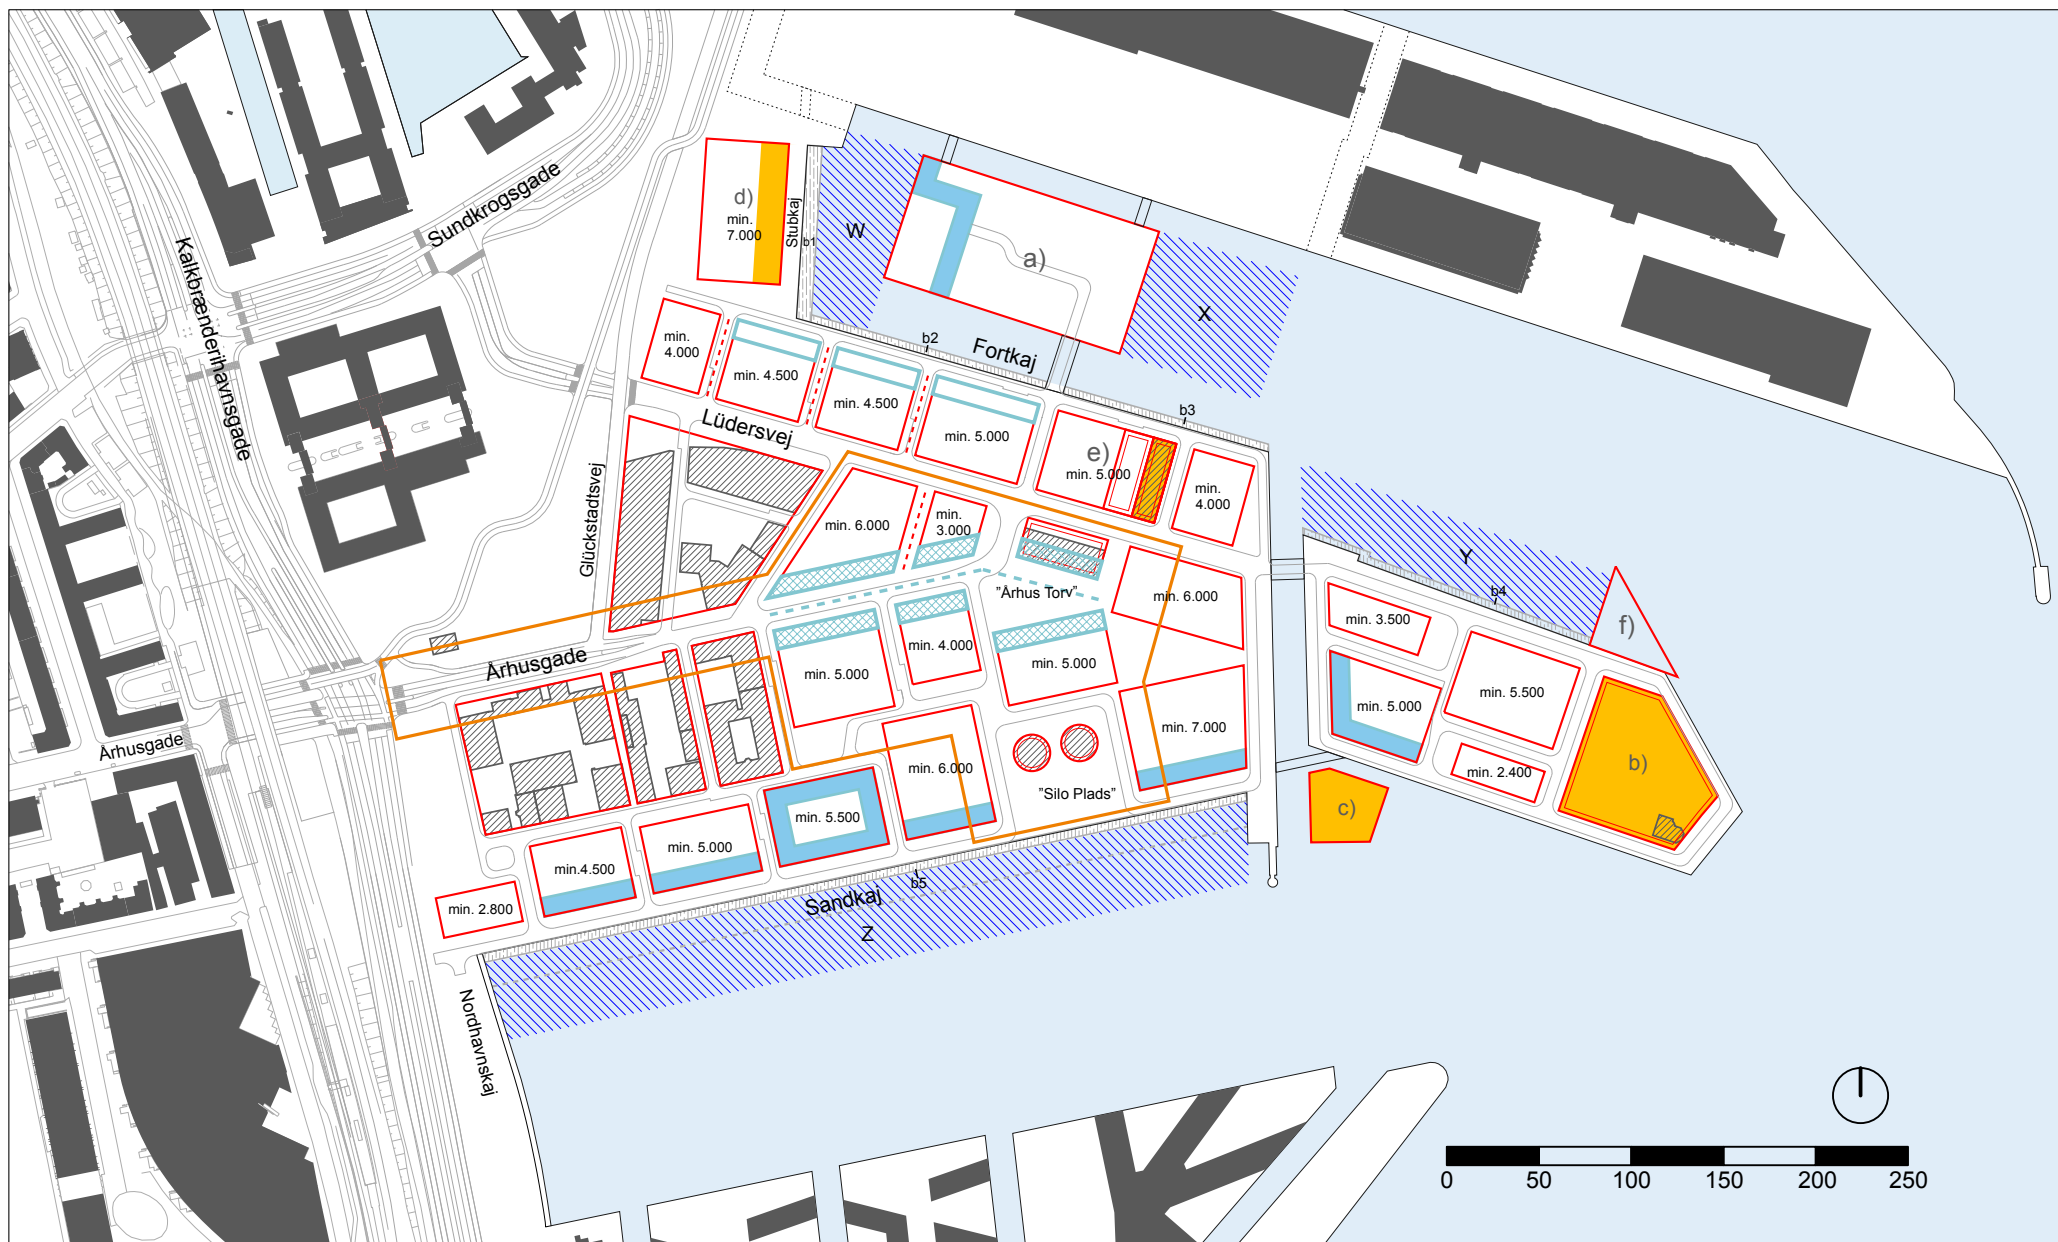 Sundkrogsgade
Kalkbrænderihavnsgade
d)
min.
7.000
Stubkaj
b1
W
a)
X
min.
4.000
min. 4.500
min. 4.500
b2
Fortkaj
min. 5.000
b3
e)
min. 5.000
min.
4.000
Lüdersvej
Glückstadtsvej
min. 6.000
min.
3.000
"Århus Torv"
min. 6.000
Y
b4
f)
min. 3.500
min. 5.500
min. 5.000
min. 2.400
b)
c)
Århusgade
Århusgade
min. 5.000
min. 4.000
min. 5.000
min. 7.000
min. 6.000
"Silo Plads"
min. 5.500
min. 5.000
min.4.500
min. 2.800
b5
Sandkaj
Z
Nordhavnskaj
0 50 100 150 200 250